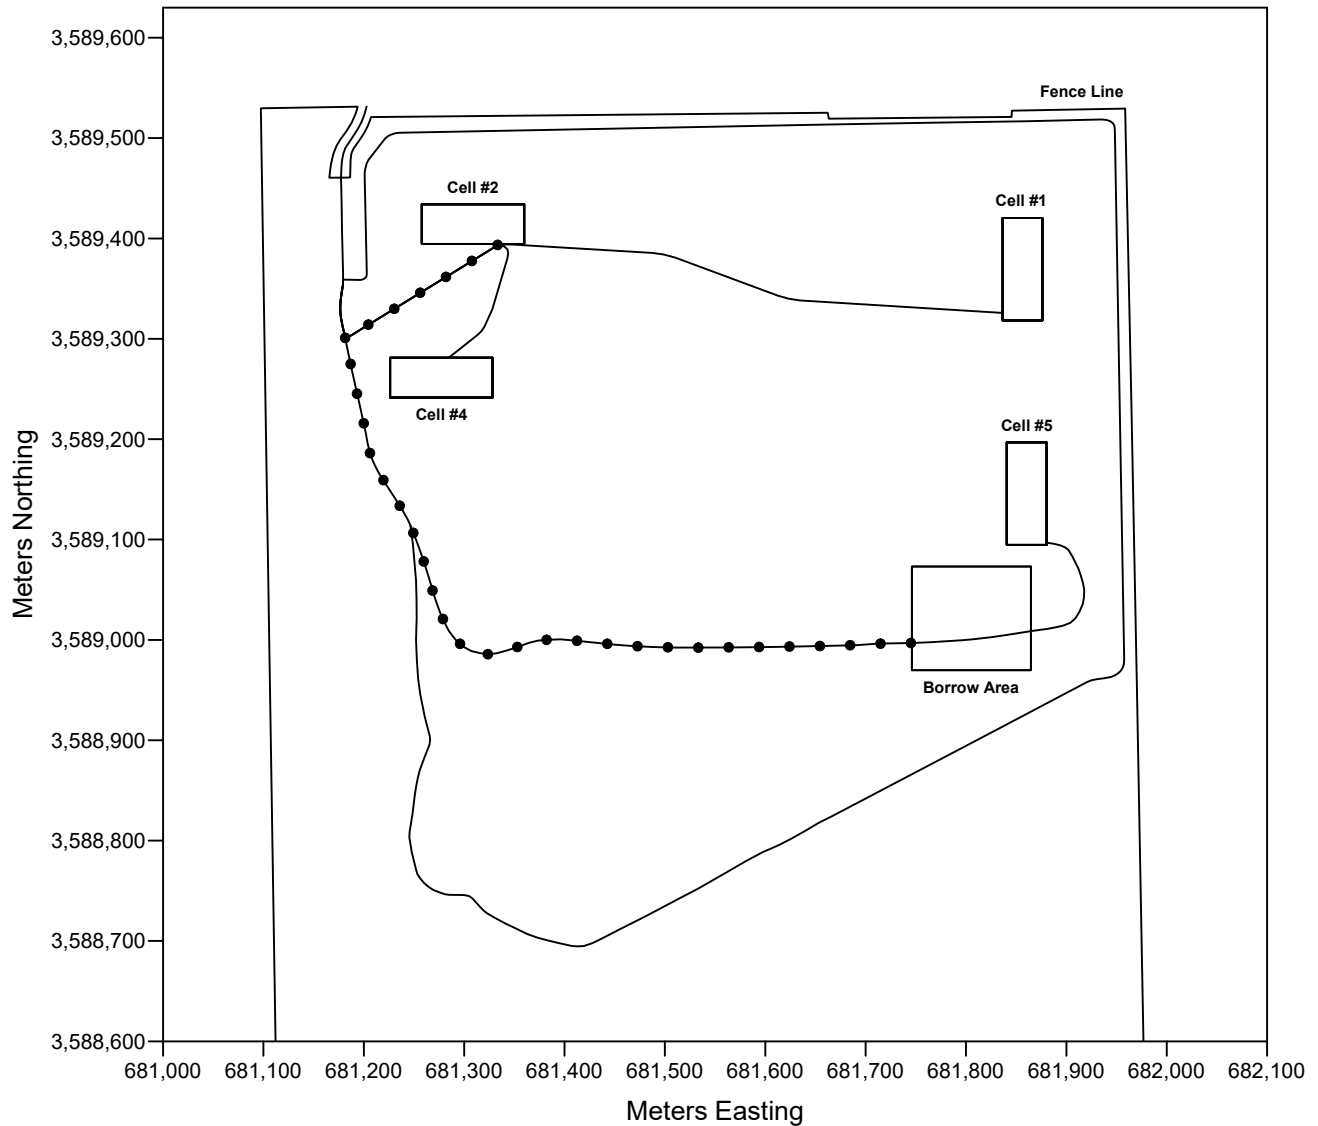 3,589,600
Fence Line
3,589,500
Cell #2
Cell #1
3,589,400
3,589,300
Cell #4
Cell #5
3,589,200
3,589,100
Meters Northing
3,589,000
Borrow Area
3,588,900
3,588,800
3,588,700
3,588,600
681,000 681,100 681,200 681,300 681,400 681,500 681,600 681,700 681,800 681,900 682,000 682,100
Meters Easting